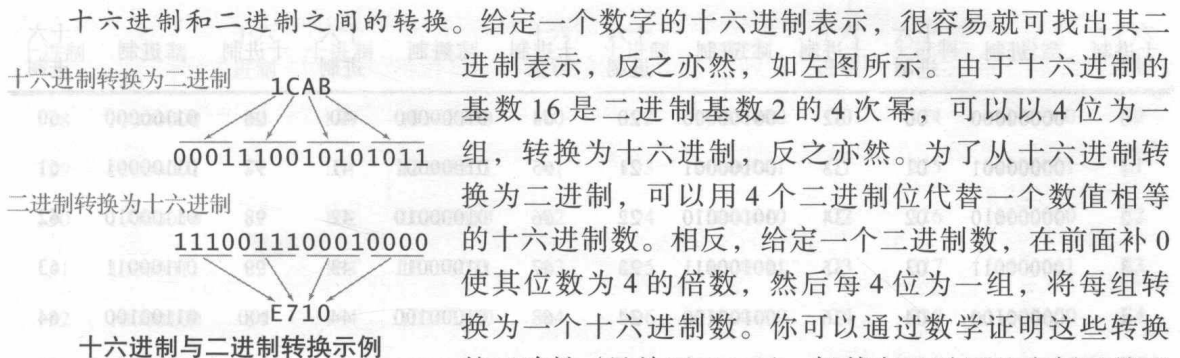 十六进制和二进制之间的转换。给定一个数字的十六进制表示，很容易就可找出其二
进制表示，反之亦然，如左图所示。由于十六进制的
基数16是二进制基数2的4次幂，可以以4位为一
组，转换为十六进制，反之亦然。为了从十六进制转
换为二进制，可以用4个二进制位代替一个数值相等
的十六进制数。相反，给定一个二进制数，在前面补0
使其位数为4的倍数，然后每4位为一组，将每组转
换为一个十六进制数。你可以通过数学证明这些转换
十六进制转换为二进制
1CAB
0001110010101011
二进制转换为十六进制
1110011100010000
E710
十六进制与二进制转换示例